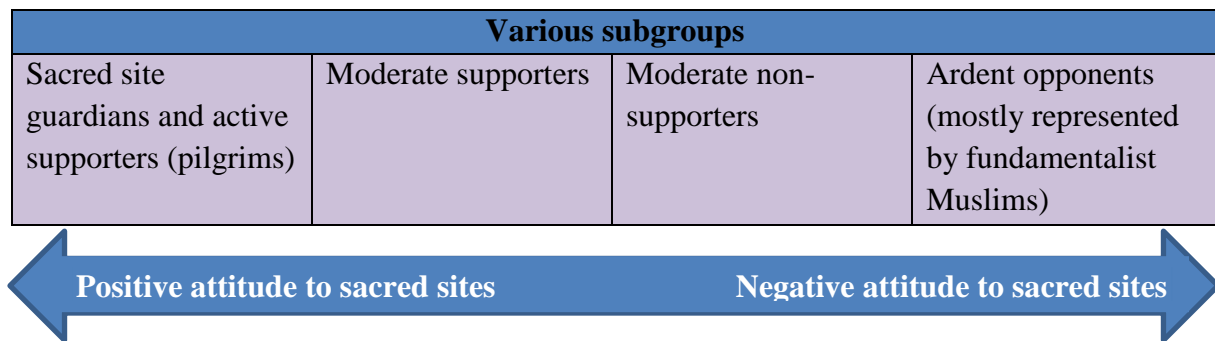 Various subgroups
Sacred site
guardians and active
supporters (pilgrims)
Moderate supporters
Moderate non-
supporters
Ardent opponents
(mostly represented
by fundamentalist
Muslims)
Positive attitude to sacred sites
Negative attitude to sacred sites